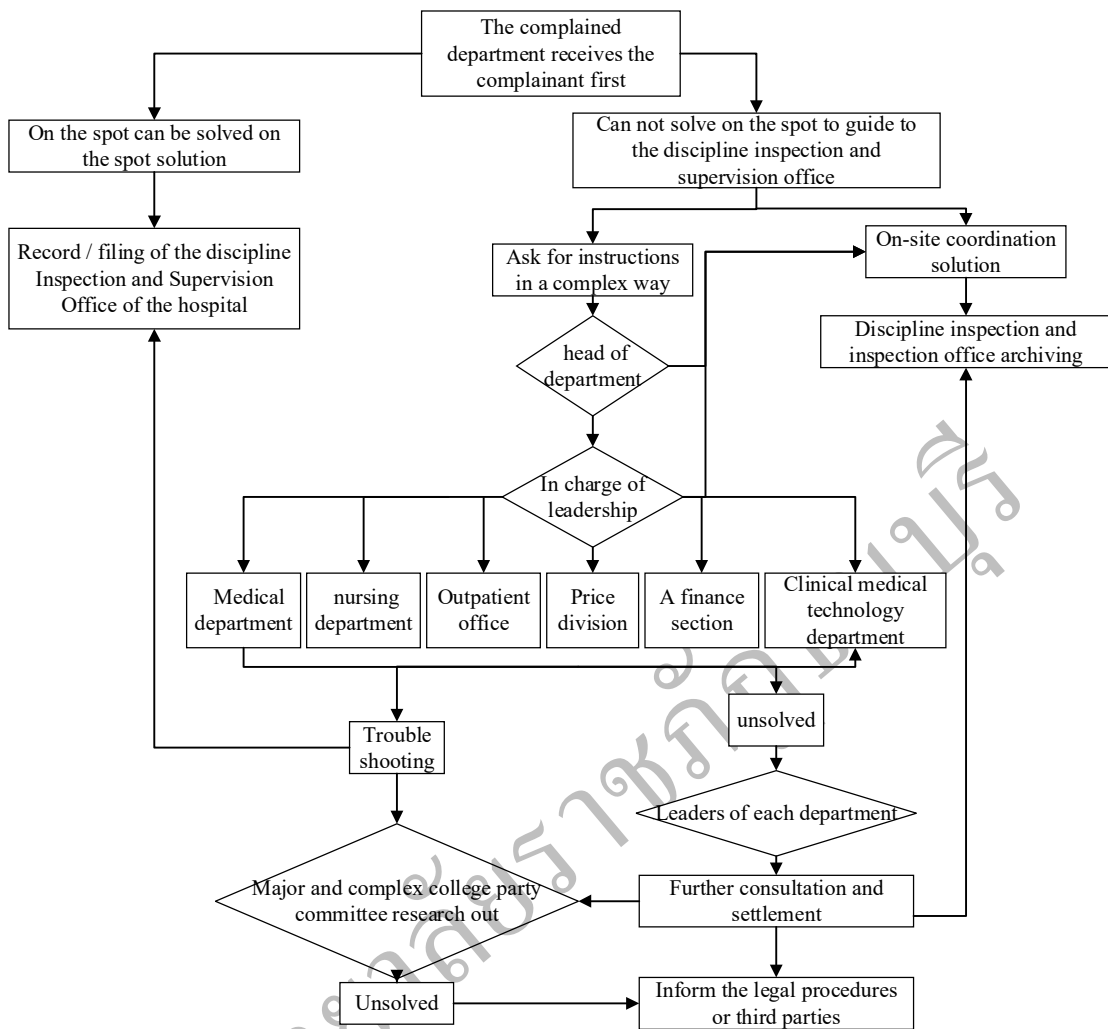 The complained
department receives the
complainant first
On the spot can be solved on
the spot solution
Can not solve on the spot to guide to
the discipline inspection and
supervision office
Record / filing of the discipline
Inspection and Supervision
Office of the hospital
Ask for instructions
in a complex way
On-site coordination
solution
Discipline inspection and
inspection office archiving
head of
department
In charge of
leadership
Medical
department
nursing
department
Outpatient
office
Price
division
A finance
section
Clinical medical
technology
department
Trouble
shooting
unsolved
Leaders of each department
Major and complex college party
committee research out
Further consultation and
settlement
Unsolved
Inform the legal procedures
or third parties